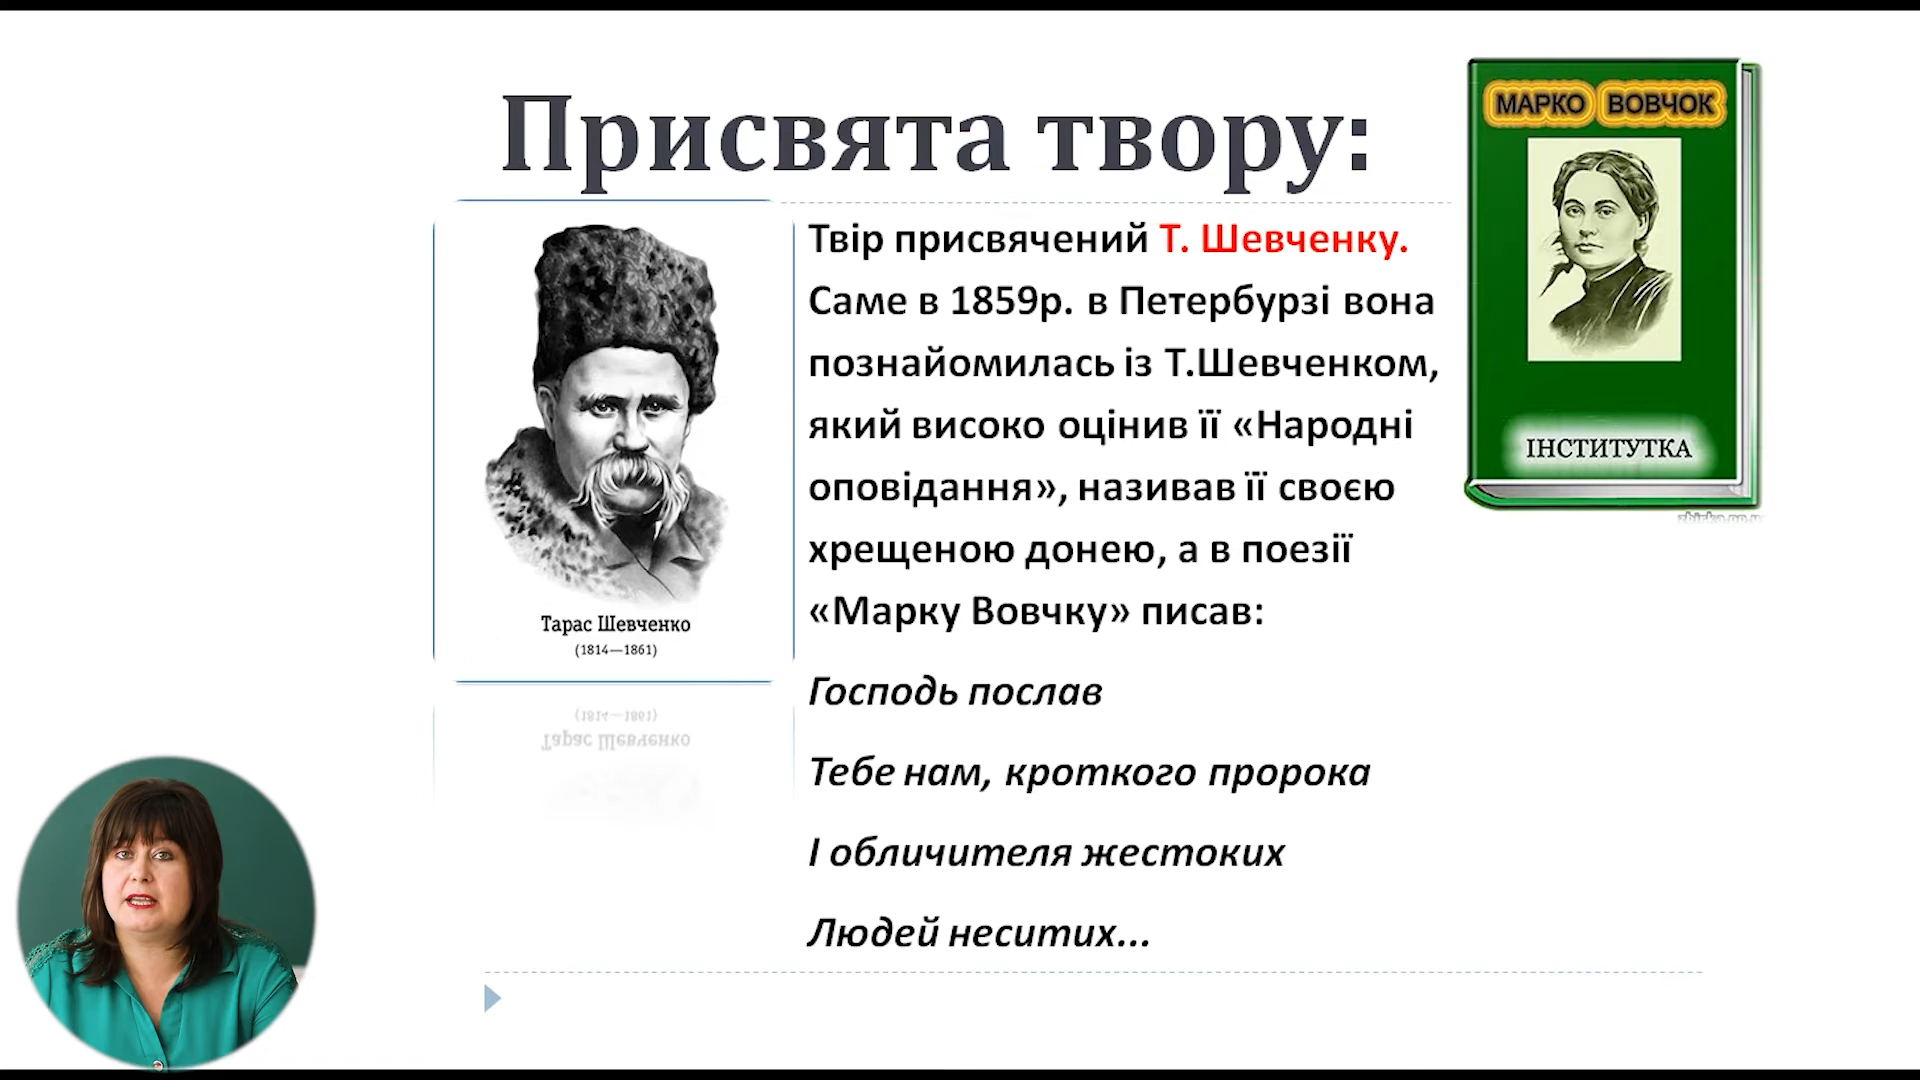 Присвята твору:
МАРКО ВОВЧОК
ІНСТИТУТКА
Тарас Шевченко
(1814—1861)
Твір присвячений Т. Шевченку.
Саме в 1859р. в Петербурзі вона
познайомилась із Т.Шевченком,
який високо оцінив її «Народні
оповідання», називав її своєю
хрещеною донею, а в поезії
«Марку Вовчку» писав:
Господь послав
Тебе нам, кроткого пророка
І обличителя жестоких
Людей неситих...